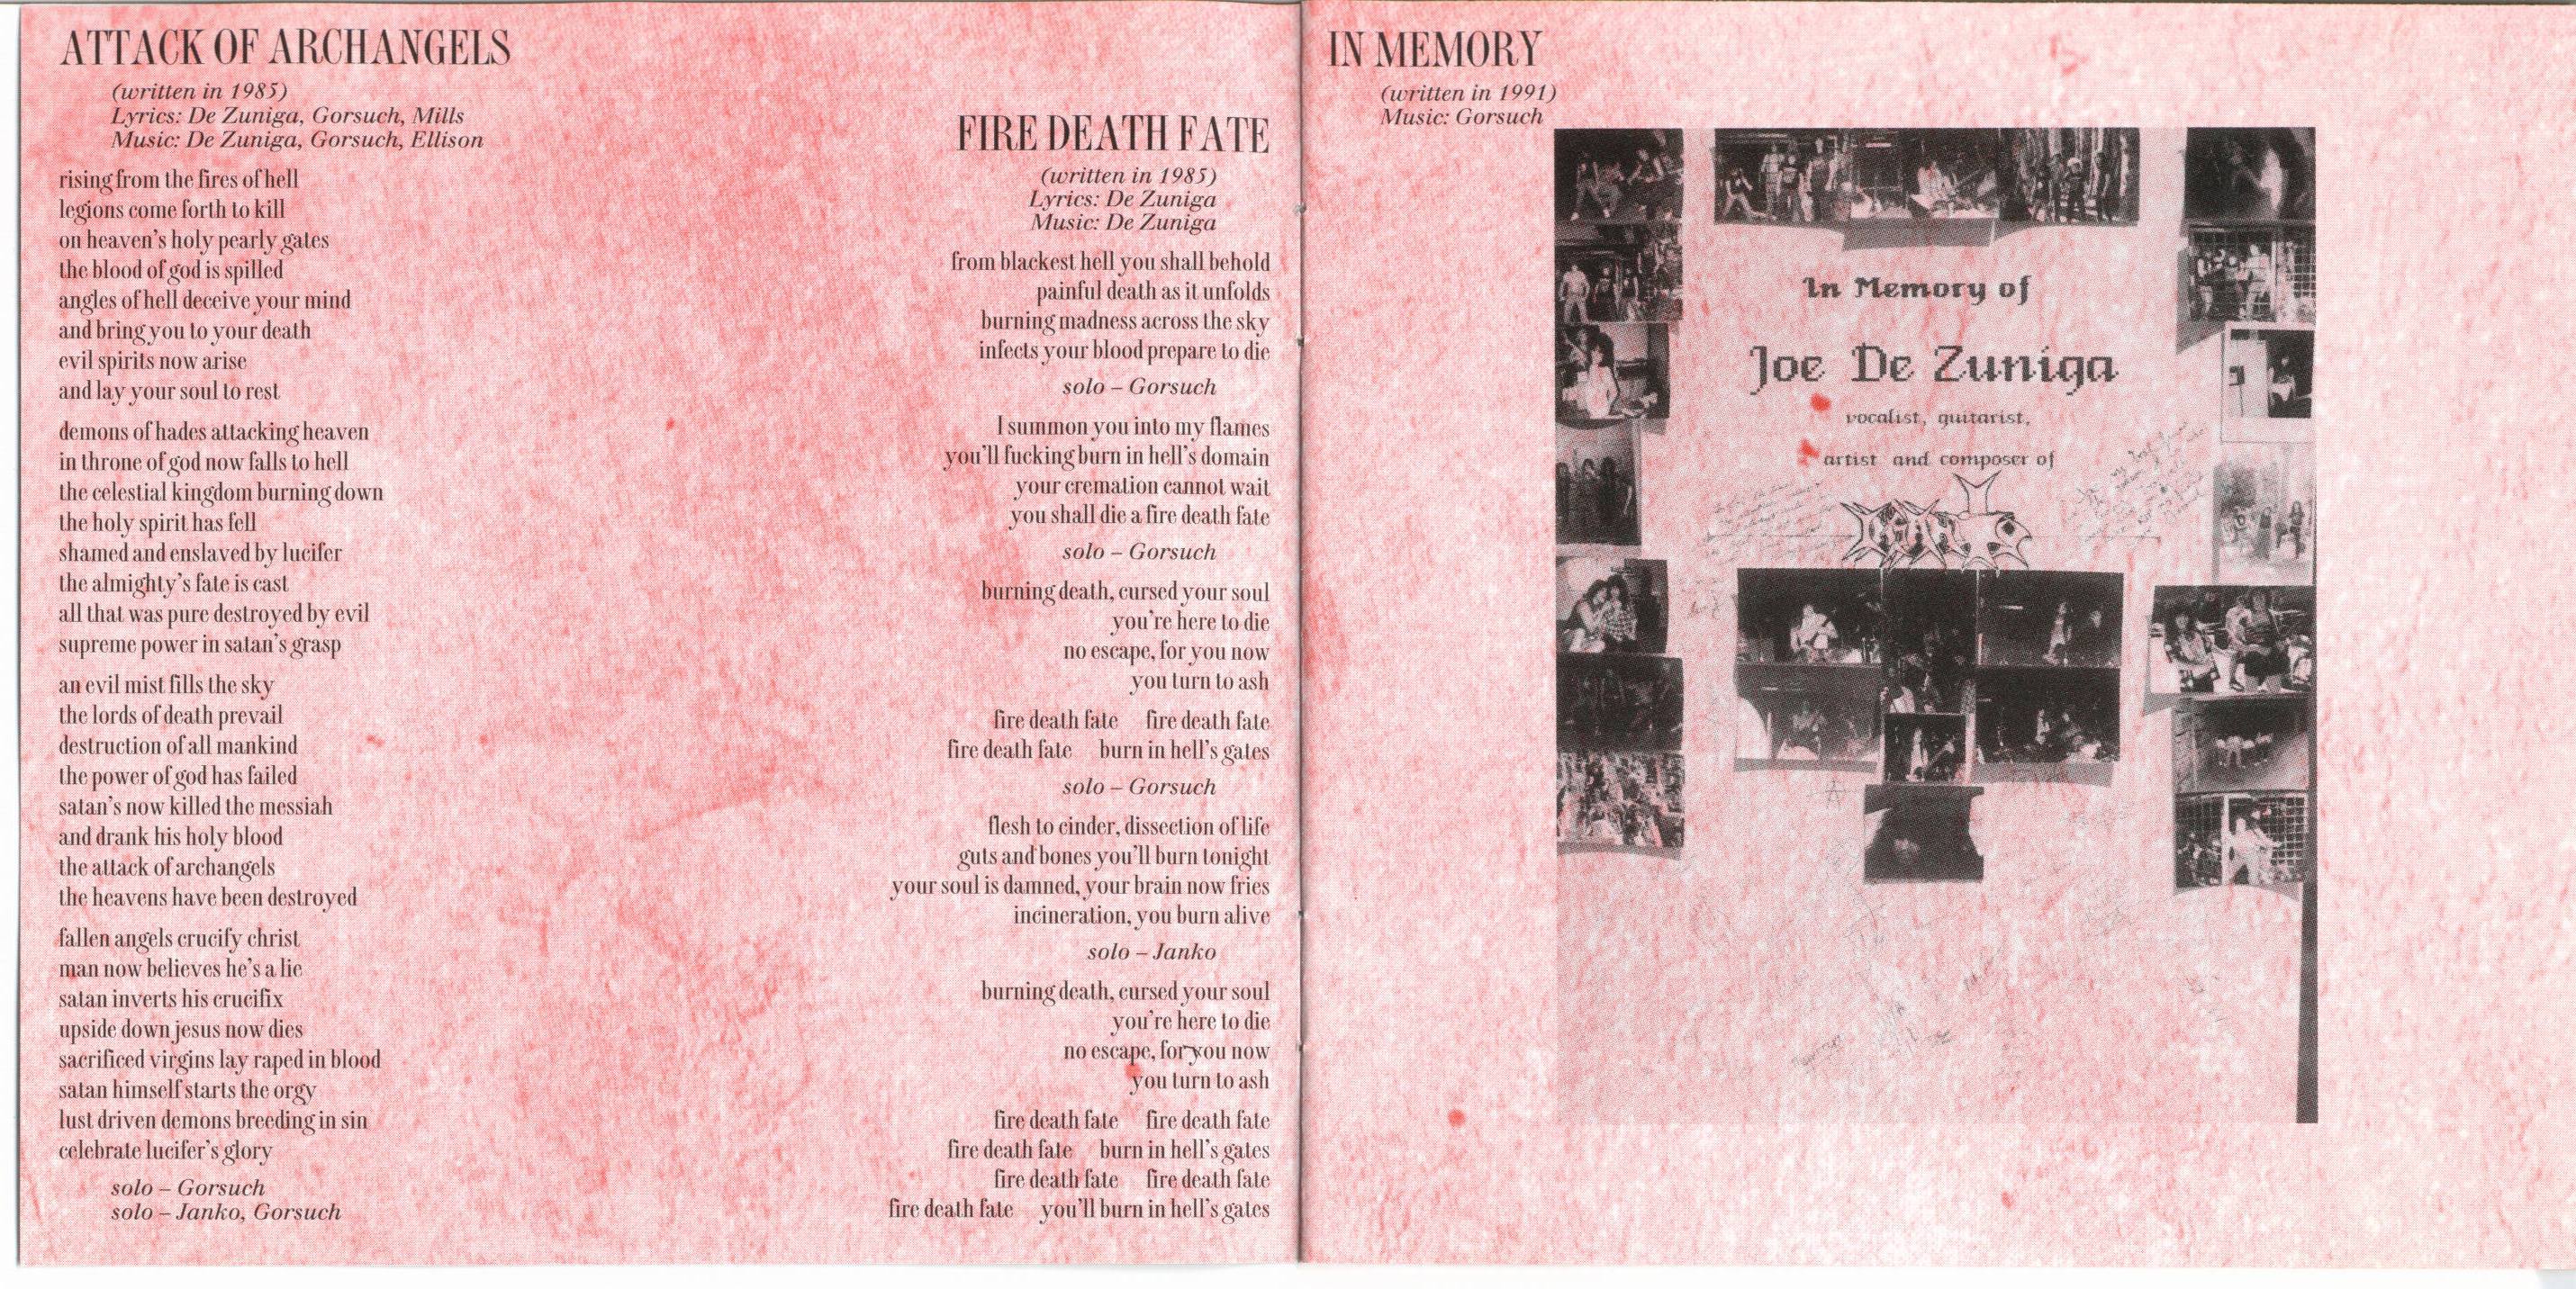 ATTACK OF ARCHANGELS
(written in 1985)
Lyrics: De Zuniga, Gorsuch, Mills
Music: De Zuniga, Gorsuch, Ellison
rising from the fires of hell
legions come forth to kill
on heaven's holy pearly gates
the blood of god is spilled
angles of hell deceive your mind
and bring you to your death
evil spirits now arise
and lay your soul to rest
demons of hades attacking heaven
in throne of god now falls to hell
the celestial kingdom burning down
the holy spirit has fell
shamed and enslaved by lucifer
the almighty's fate is cast
all that was pure destroyed by evil
supreme power in satan's grasp
an evil mist fills the sky
the lords of death prevail
destruction of all mankind
the power of god has failed
satan's now killed the messiah
and drank his holy blood
the attack of archangels
the heavens have been destroyed
fallen angels crucify christ
man now believes he's a lie
satan inverts his crucifix
upside down jesus now dies
sacrificed virgins lay raped in blood
satan himself starts the orgy
lust driven demons breeding in sin
celebrate lucifer's glory
solo – Gorsuch
solo – Janko, Gorsuch
FIRE DEATH FATE
(written in 1985)
Lyrics: De Zuniga
Music: De Zuniga
from blackest hell you shall behold
painful death as it unfolds
burning madness across the sky
infects your blood prepare to die
solo – Gorsuch
I summon you into my flames
you'll fucking burn in hell's domain
your cremation cannot wait
you shall die a fire death fate
solo – Gorsuch
burning death, cursed your soul
you're here to die
no escape, for you now
you turn to ash
fire death fate fire death fate
fire death fate burn in hell's gates
solo – Gorsuch
flesh to cinder, dissection of life
guts and bones you'll burn tonight
your soul is damned, your brain now fries
incineration, you burn alive
solo – Janko
burning death, cursed your soul
you're here to die
no escape, for you now
you turn to ash
fire death fate fire death fate
fire death fate burn in hell's gates
fire death fate fire death fate
fire death fate you'll burn in hell's gates
IN MEMORY
(written in 1991)
Music: Gorsuch
In Memory of
Joe De Zuniga
vocalist, guitarist,
artist and composer of